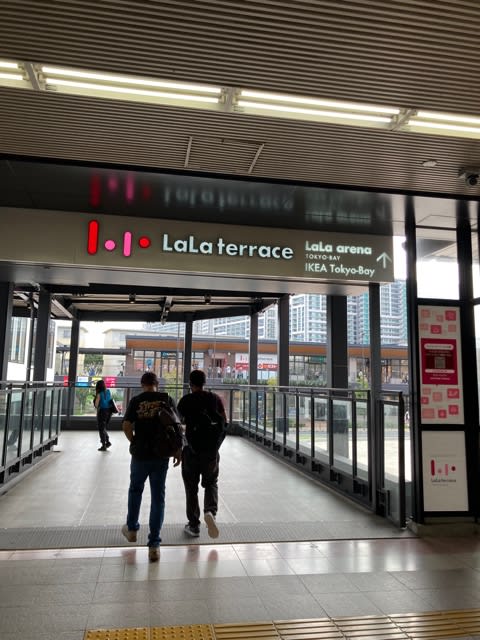 LaLa terrace
LaLa arena
TOKYO-BAY
IKEA Tokyo-Bay
LaLa terrace